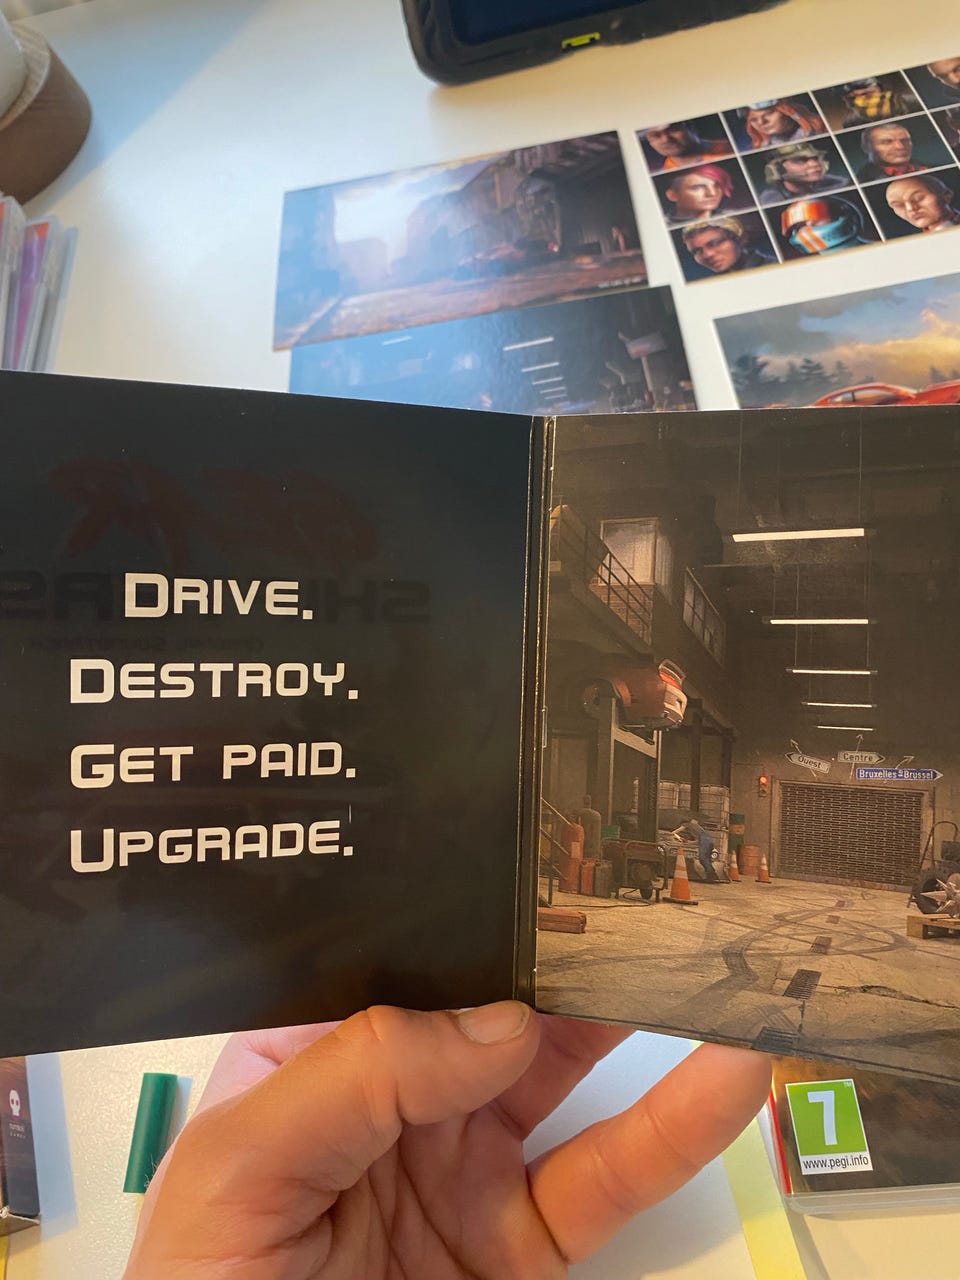 Drive.
Destroy.
Get paid.
Upgrade.
Ouest
Centre
Bruxelles Brussel
7
www.pegi.info